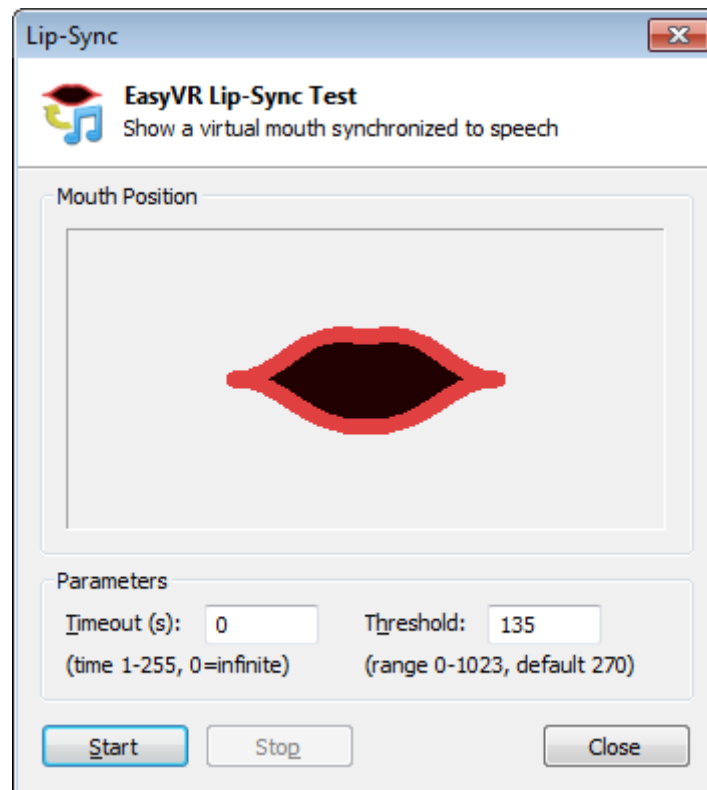 Lip-Sync
EasyVR Lip-Sync Test
Show a virtual mouth synchronized to speech
Mouth Position
Parameters
Timeout (s): 0 Threshold: 135
(time 1-255, 0=infinite) (range 0-1023, default 270)
Start Stop Close